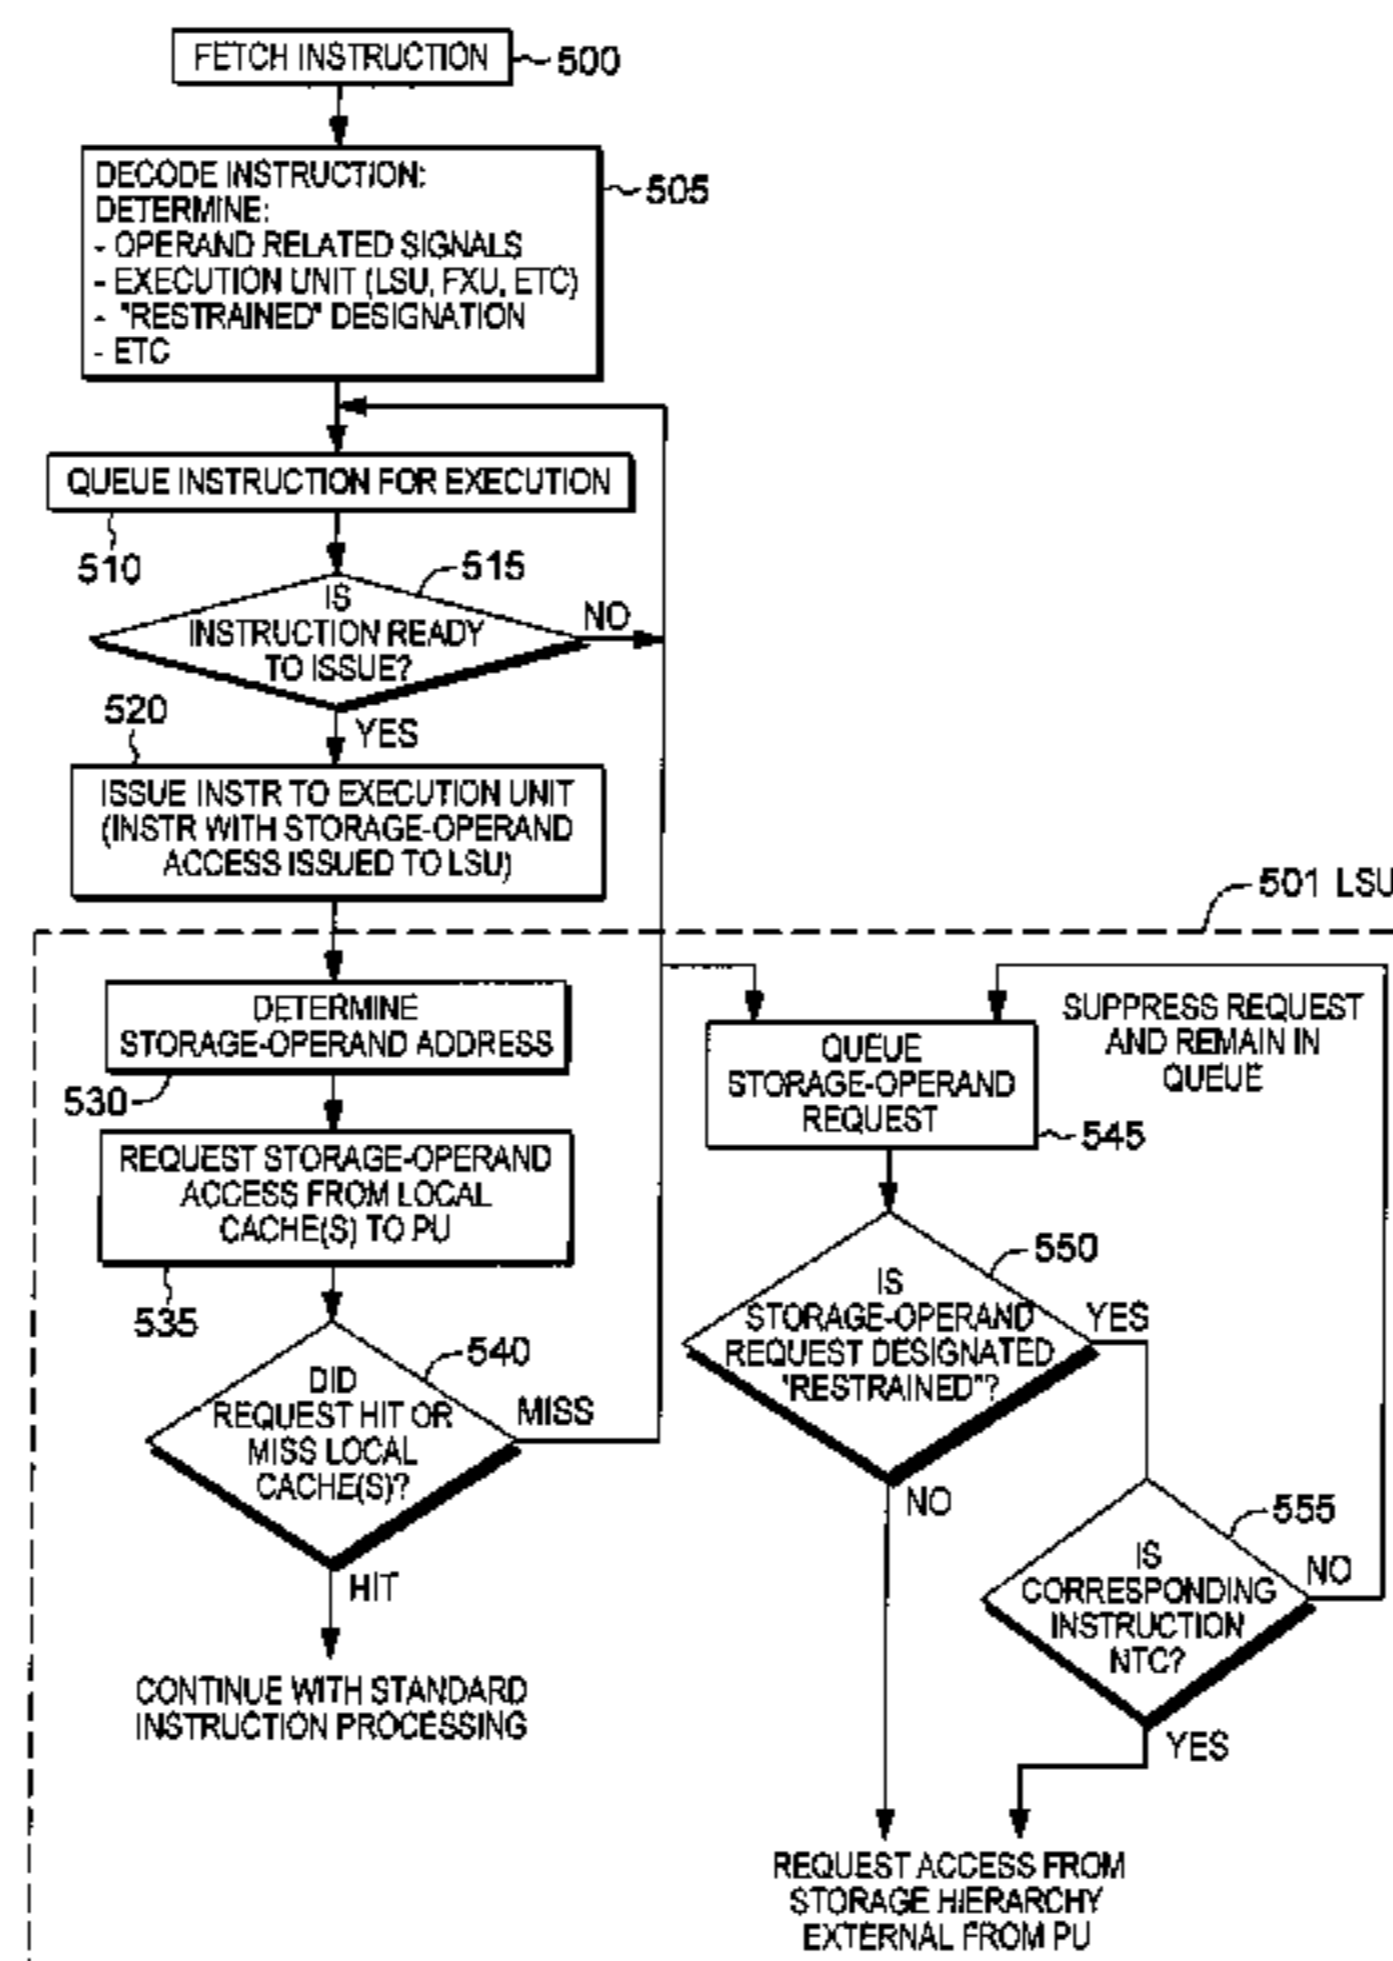 FETCH INSTRUCTION
500
DECODE INSTRUCTION:
DETERMINE:
- OPERAND RELATED SIGNALS
- EXECUTION UNIT (LSU, FXU, ETC)
- "RESTRAINED" DESIGNATION
- ETC
505
QUEUE INSTRUCTION FOR EXECUTION
510
515
IS
INSTRUCTION READY
TO ISSUE?
NO
YES
520
ISSUE INSTR TO EXECUTION UNIT
(INSTR WITH STORAGE-OPERAND
ACCESS ISSUED TO LSU)
501 LSU
DETERMINE
STORAGE-OPERAND ADDRESS
530
REQUEST STORAGE-OPERAND
ACCESS FROM LOCAL
CACHE(S) TO PU
535
540
DID
REQUEST HIT OR
MISS LOCAL
CACHE(S)?
MISS
HIT
CONTINUE WITH STANDARD
INSTRUCTION PROCESSING
QUEUE
STORAGE-OPERAND
REQUEST
545
SUPPRESS REQUEST
AND REMAIN IN
QUEUE
550
IS
STORAGE-OPERAND
REQUEST DESIGNATED
"RESTRAINED"?
YES
NO
555
IS
CORRESPONDING
INSTRUCTION
NTC?
NO
YES
REQUEST ACCESS FROM
STORAGE HIERARCHY
EXTERNAL FROM PU